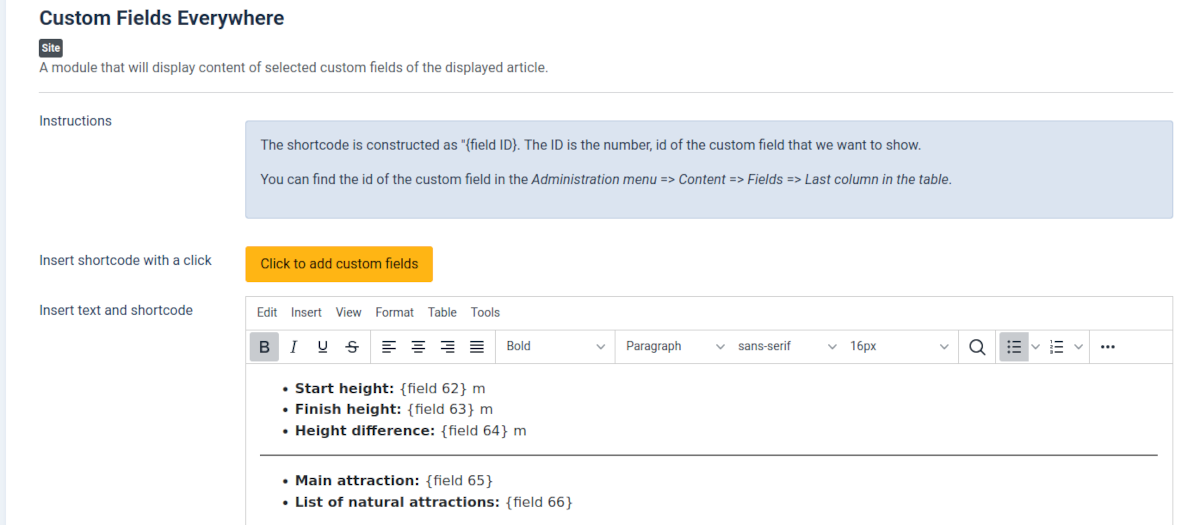 Custom Fields Everywhere
Site
A module that will display content of selected custom fields of the displayed article.
Instructions
The shortcode is constructed as "{field ID}. The ID is the number, id of the custom field that we want to show.
You can find the id of the custom field in the Administration menu => Content => Fields => Last column in the table.
Insert shortcode with a click
Click to add custom fields
Insert text and shortcode
Edit Insert View Format Table Tools
B I U S Bold Paragraph sans-serif 16px
• Start height: {field 62} m
• Finish height: {field 63} m
• Height difference: {field 64} m
• Main attraction: {field 65}
• List of natural attractions: {field 66}